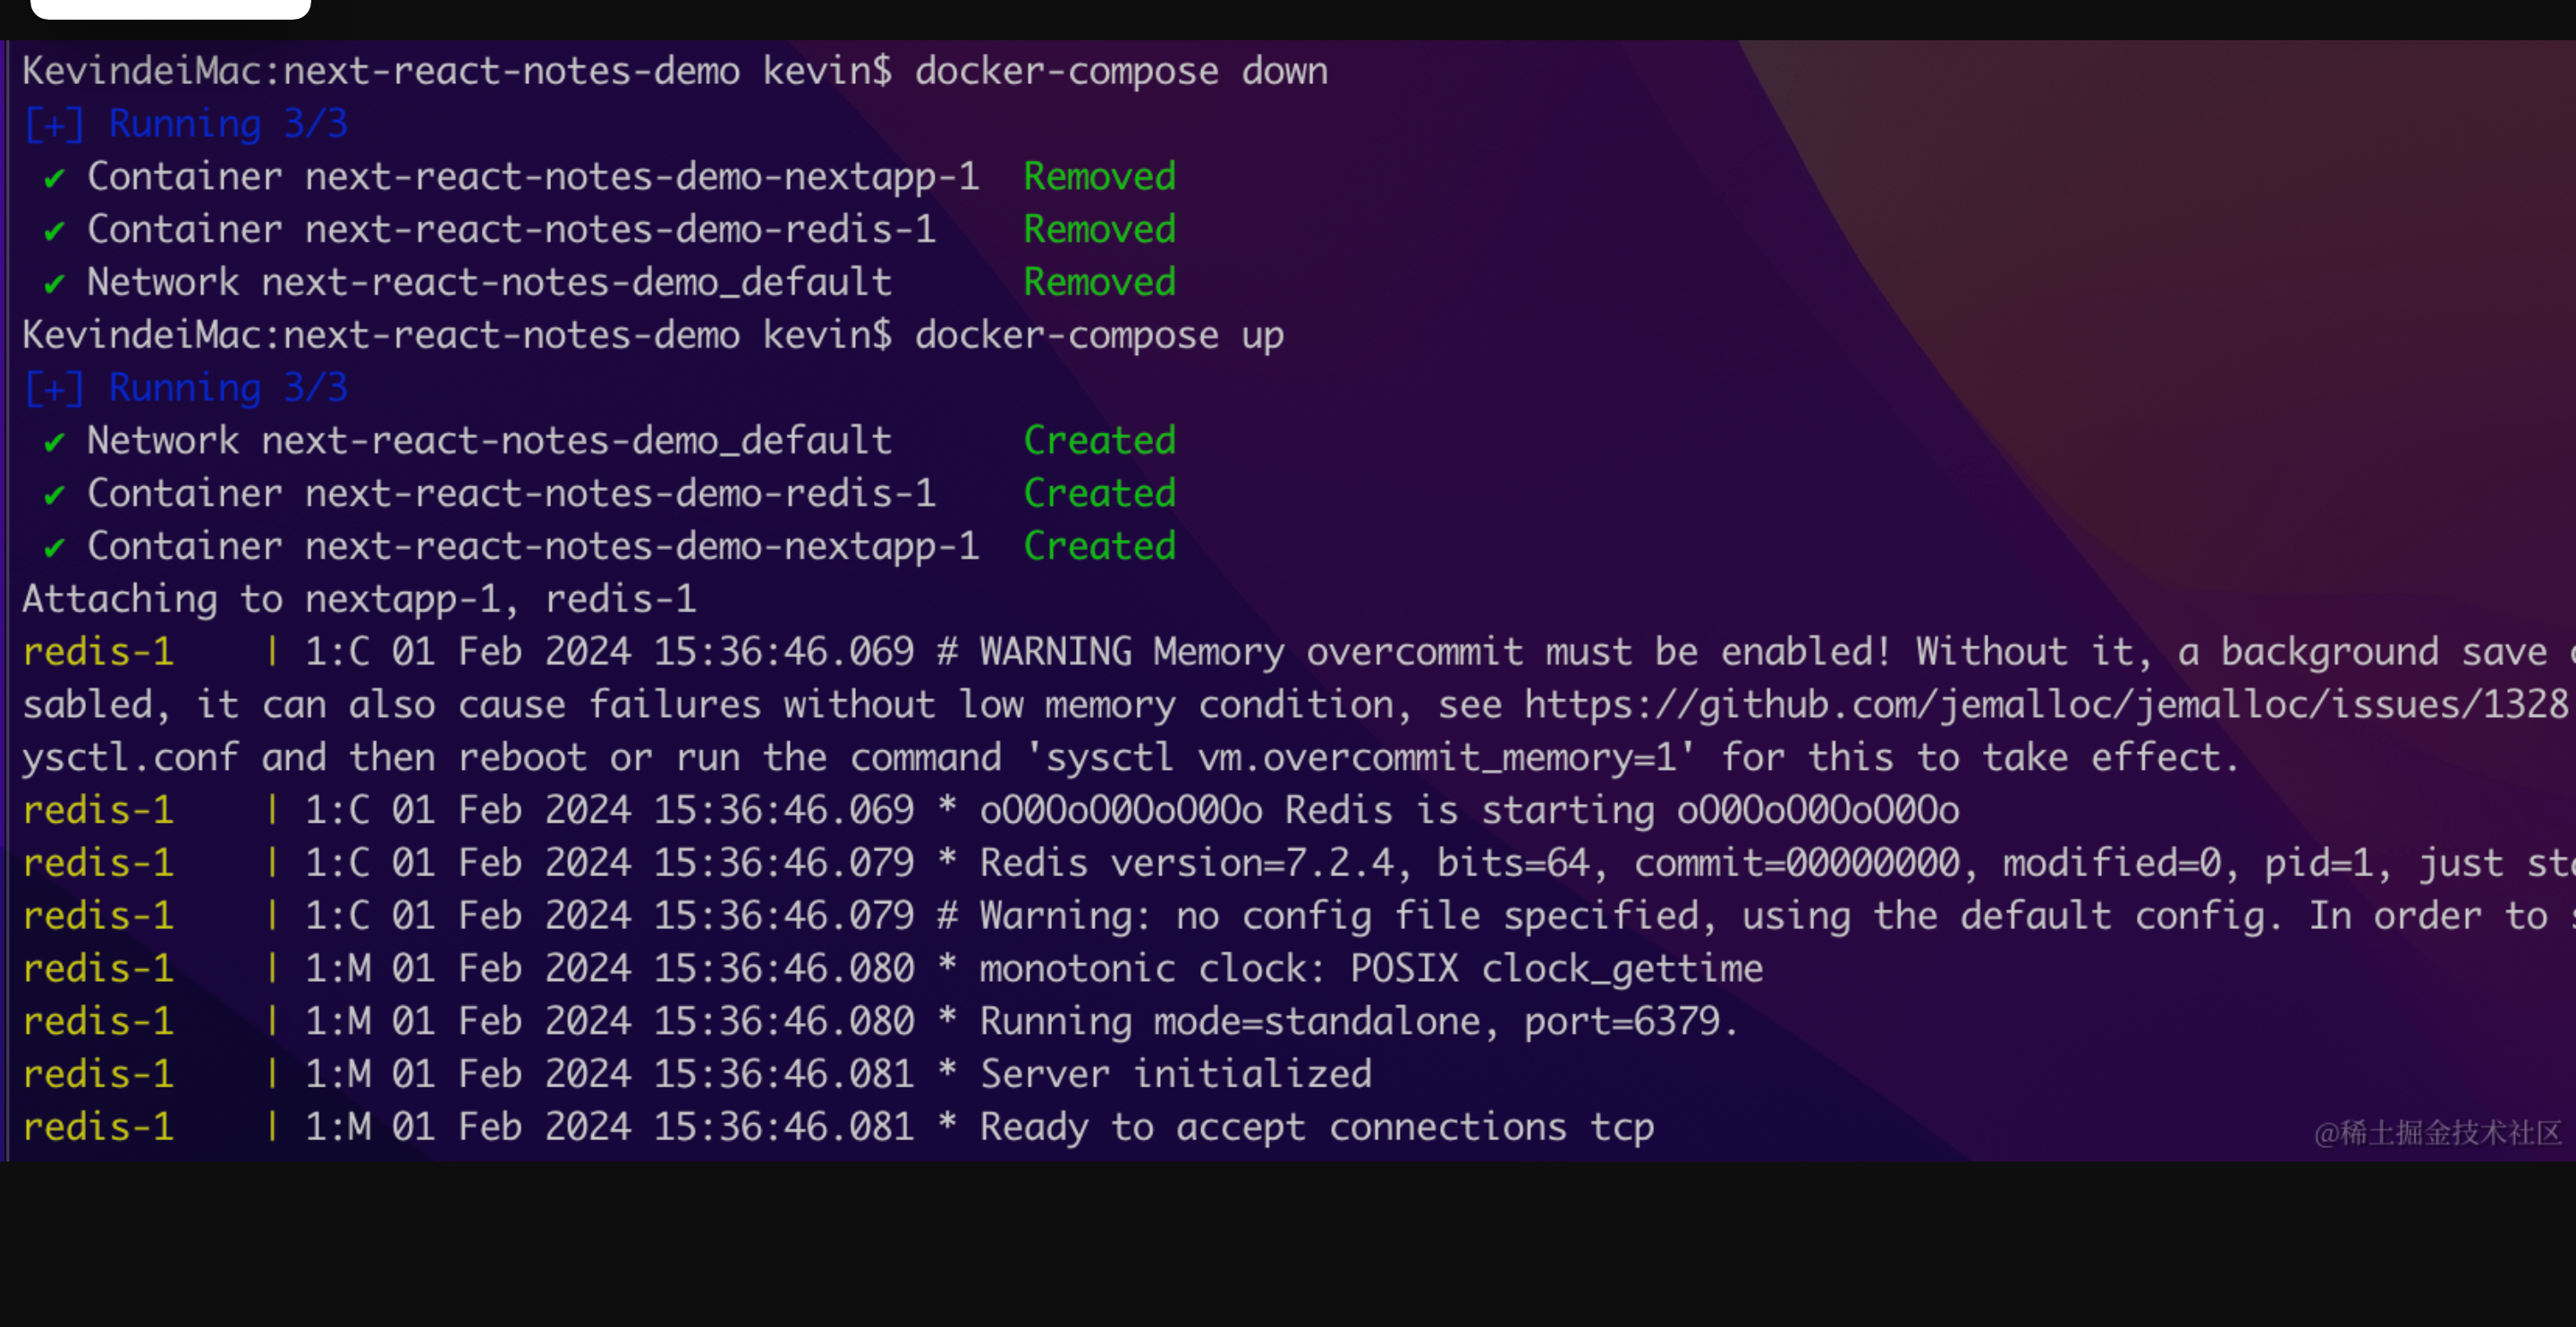 KevindeiMac:next-react-notes-demo kevin$ docker-compose down
[+] Running 3/3
✔ Container next-react-notes-demo-nextapp-1 Removed
✔ Container next-react-notes-demo-redis-1 Removed
✔ Network next-react-notes-demo_default Removed
KevindeiMac:next-react-notes-demo kevin$ docker-compose up
[+] Running 3/3
✔ Network next-react-notes-demo_default Created
✔ Container next-react-notes-demo-redis-1 Created
✔ Container next-react-notes-demo-nextapp-1 Created
Attaching to nextapp-1, redis-1
redis-1 | 1:C 01 Feb 2024 15:36:46.069 # WARNING Memory overcommit must be enabled! Without it, a background save
sabled, it can also cause failures without low memory condition, see https://github.com/jemalloc/jemalloc/issues/1328
ysctl.conf and then reboot or run the command 'sysctl vm.overcommit_memory=1' for this to take effect.
redis-1 | 1:C 01 Feb 2024 15:36:46.069 * oO0OoO0OoO0Oo Redis is starting oO0OoO0OoO0Oo
redis-1 | 1:C 01 Feb 2024 15:36:46.079 * Redis version=7.2.4, bits=64, commit=00000000, modified=0, pid=1, just
redis-1 | 1:C 01 Feb 2024 15:36:46.079 # Warning: no config file specified, using the default config. In order to
redis-1 | 1:M 01 Feb 2024 15:36:46.080 * monotonic clock: POSIX clock_gettime
redis-1 | 1:M 01 Feb 2024 15:36:46.080 * Running mode=standalone, port=6379.
redis-1 | 1:M 01 Feb 2024 15:36:46.081 * Server initialized
redis-1 | 1:M 01 Feb 2024 15:36:46.081 * Ready to accept connections tcp
@稀土掘金技术社区